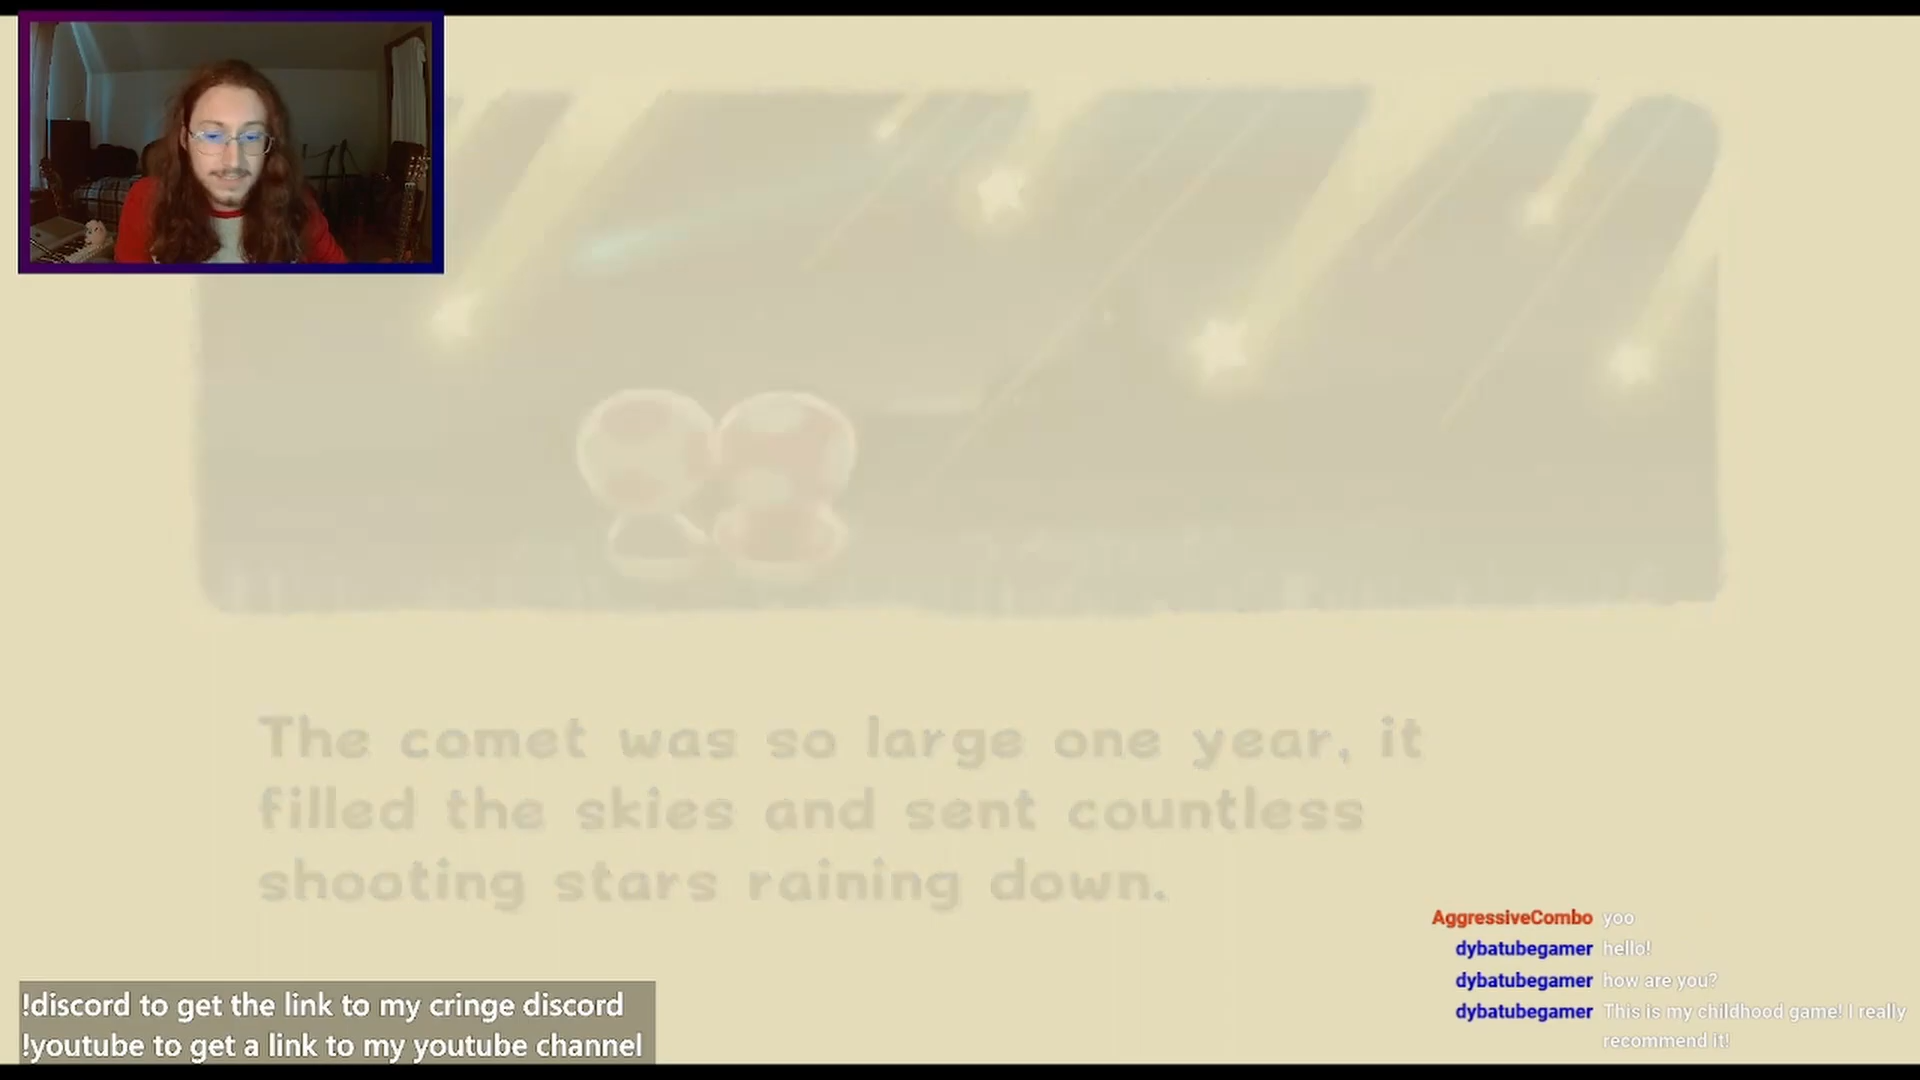 The comet was so large one year, it
filled the skies and sent countless
shooting stars raining down.
AggressiveCombo yoo
dybatubegamer hello!
dybatubegamer how are you?
dybatubegamer This is my childhood game! I really
recommend it!
!discord to get the link to my cringe discord
!youtube to get a link to my youtube channel